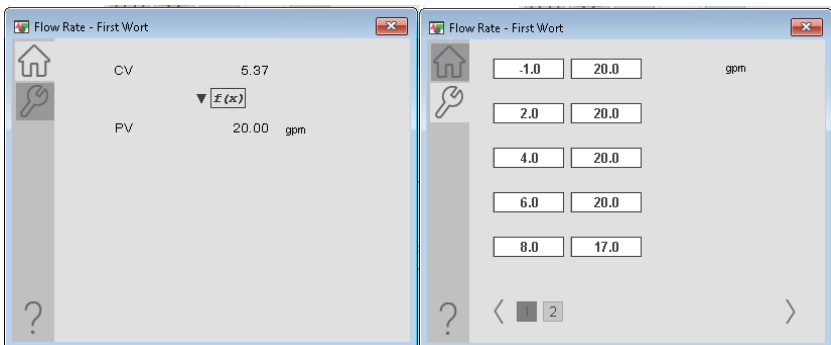 Flow Rate - First Wort
CV 5.37
▼ f(x)
PV 20.00 gpm
?
Flow Rate - First Wort
-1.0 20.0 gpm
2.0 20.0
4.0 20.0
6.0 20.0
8.0 17.0
? < 1 2 >